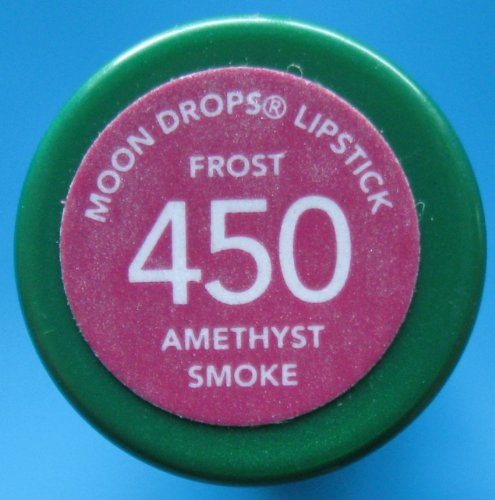 MOON DROPS® LIPSTICK
FROST
450
AMETHYST
SMOKE